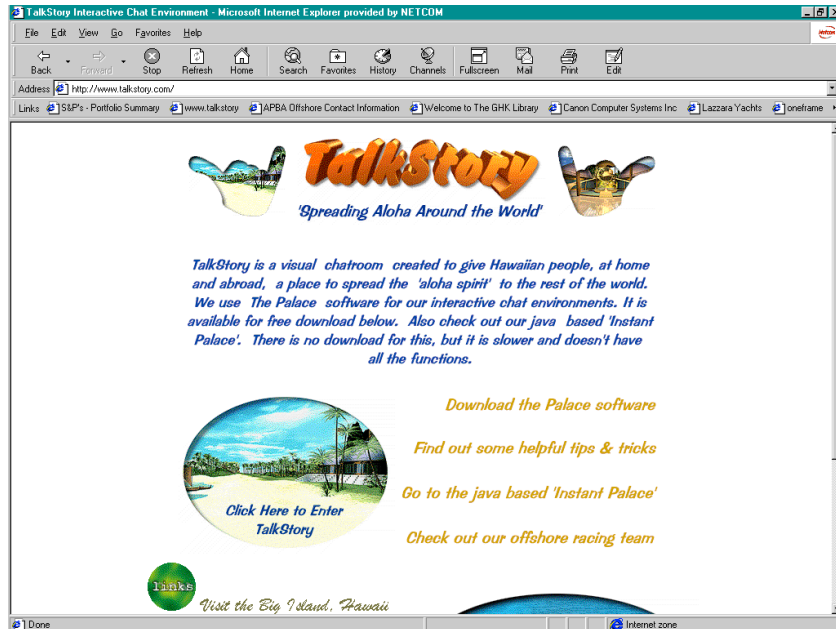 TalkStory Interactive Chat Environment - Microsoft Internet Explorer provided by NETCOM
File Edit View Go Favorites Help
Netcom
Back Forward Stop Refresh Home Search Favorites History Channels Fullscreen Mail Print Edit
Address http://www.talkstory.com/
Links S&P's - Portfolio Summary www.talkstory APBA Offshore Contact Information Welcome to The GHK Library Canon Computer Systems Inc Lazzara Yachts oneframe
TalkStory
'Spreading Aloha Around the World'
TalkStory is a visual chatroom created to give Hawaiian people, at home
and abroad, a place to spread the 'aloha spirit' to the rest of the world.
We use The Palace software for our interactive chat environments. It is
available for free download below. Also check out our java based 'Instant
Palace'. There is no download for this, but it is slower and doesn't have
all the functions.
Download the Palace software
Find out some helpful tips & tricks
Go to the java based 'Instant Palace'
Check out our offshore racing team
Click Here to Enter
TalkStory
links
Visit the Big Island, Hawaii
Done
Internet zone